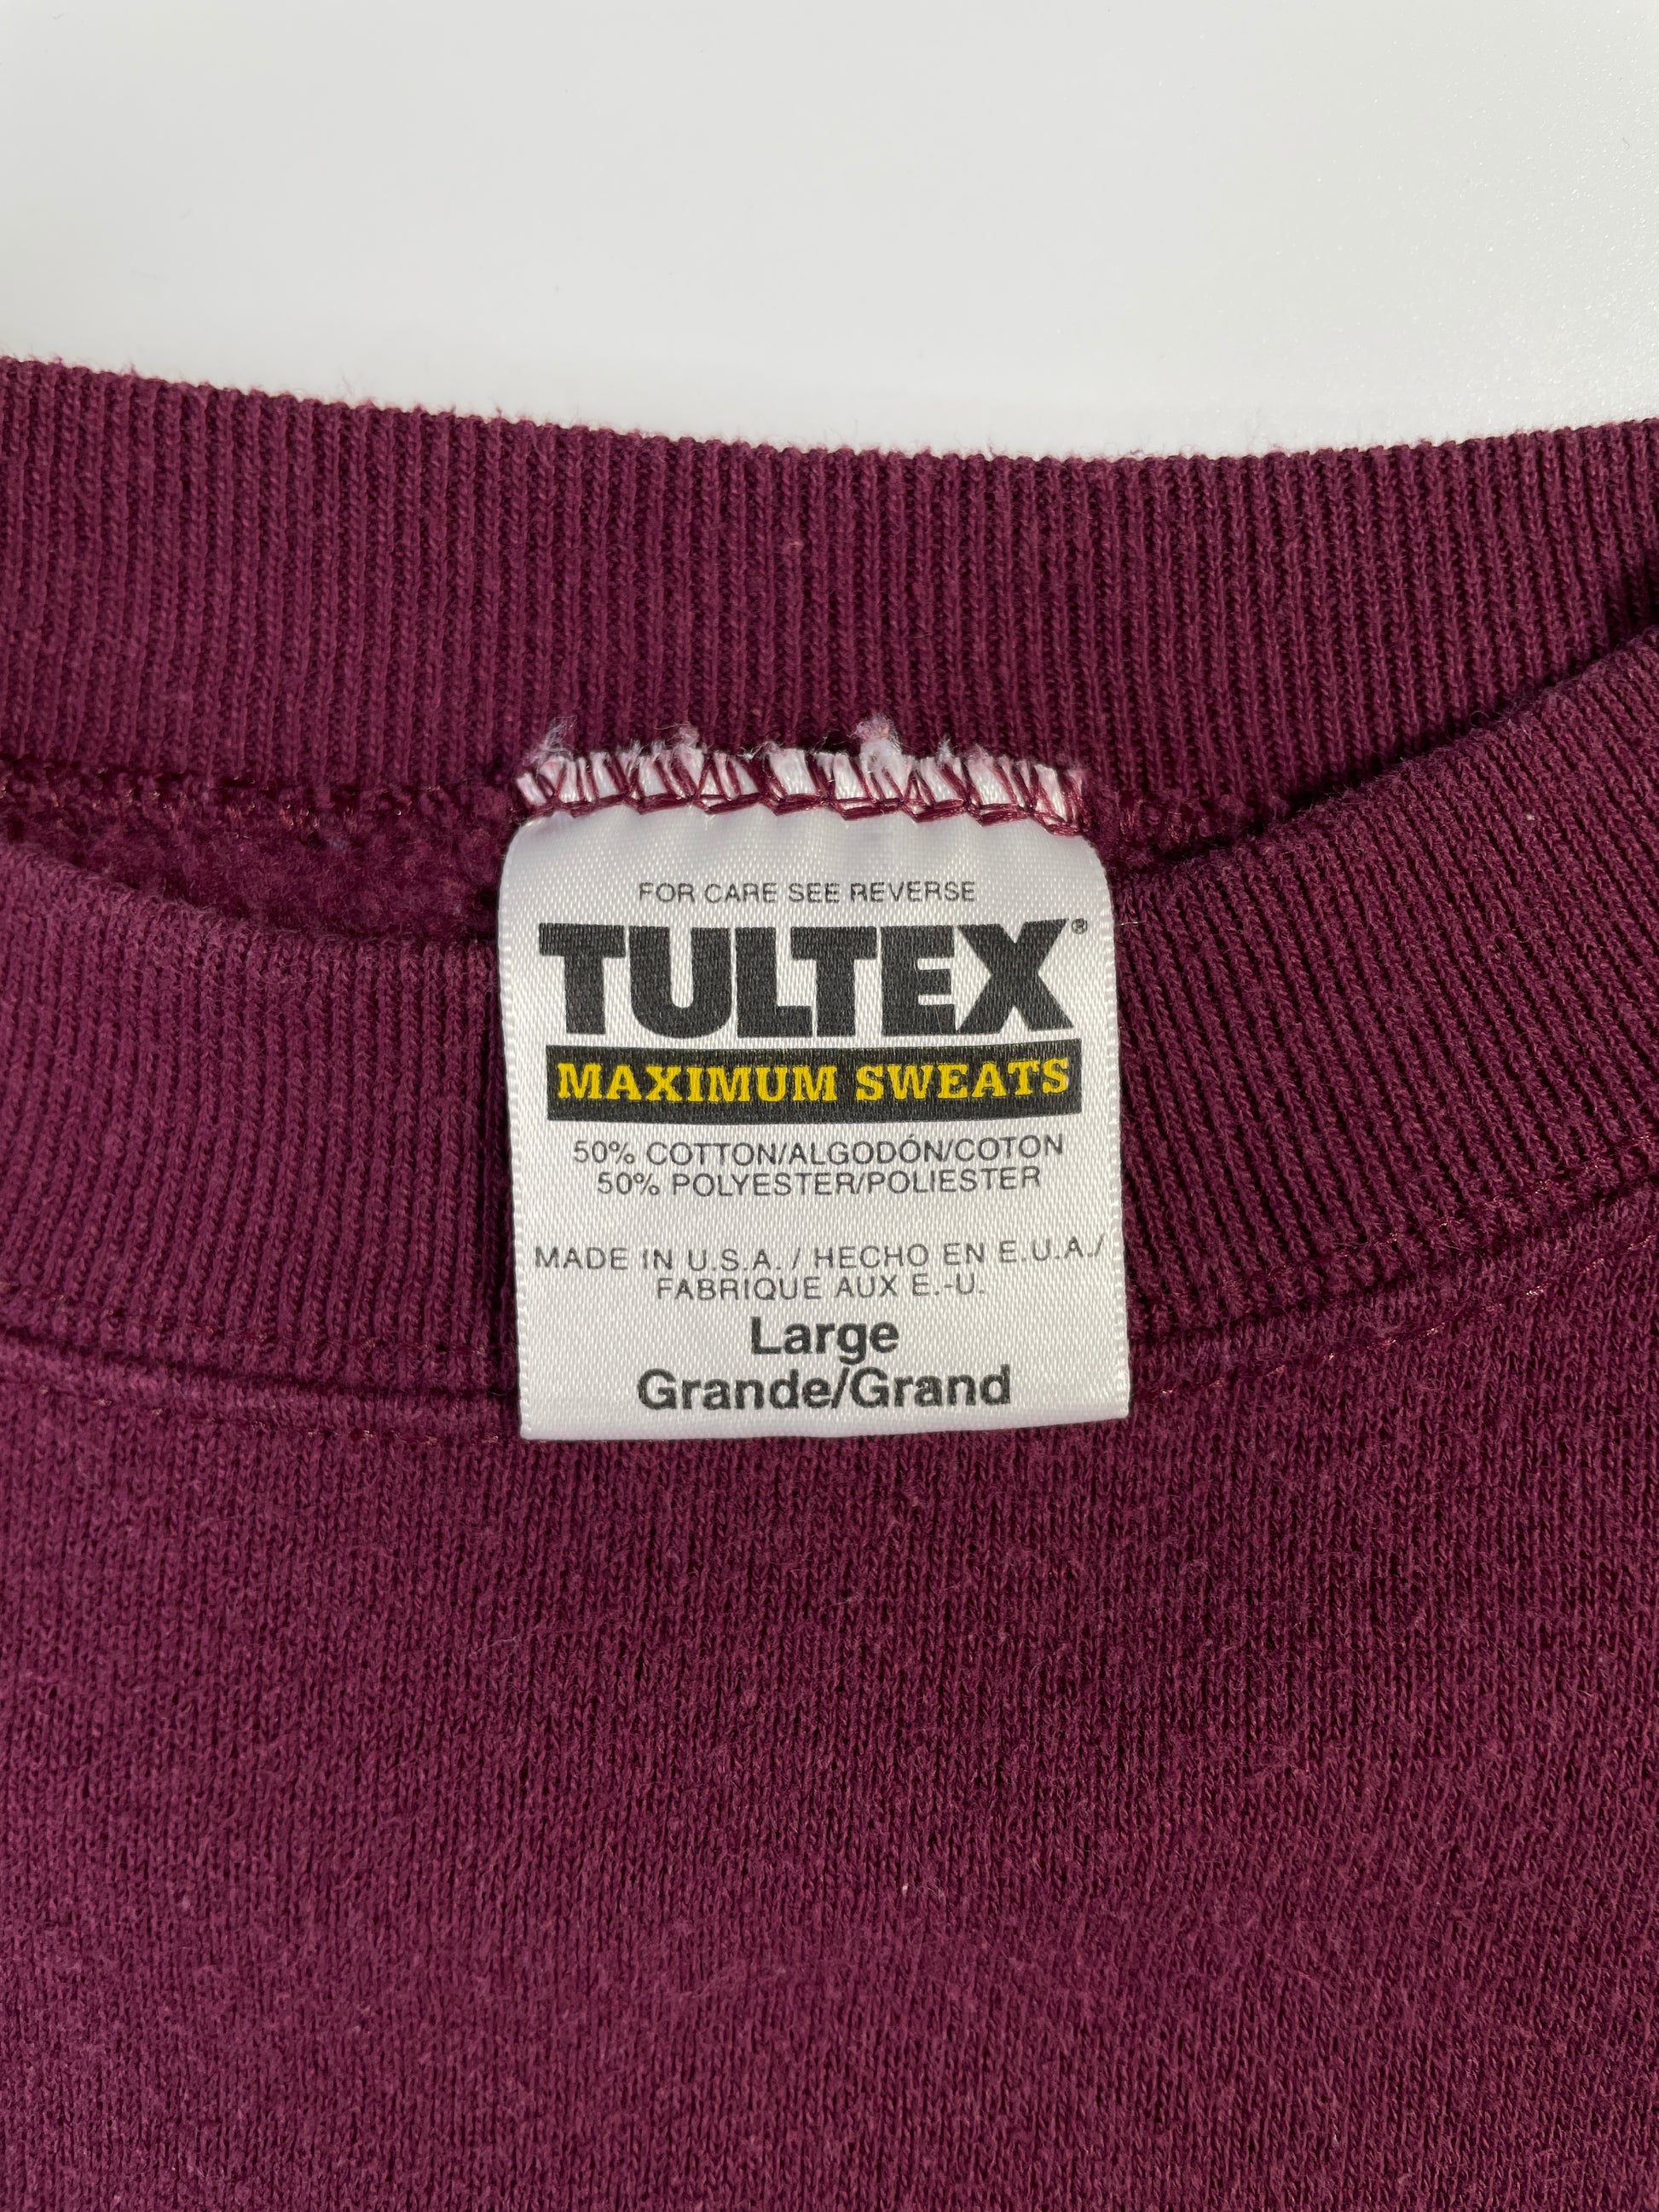 FOR CARE SEE REVERSE
TULTEX®
MAXIMUM SWEATS
50% COTTON/ALGODÓN/COTON
50% POLYESTER/POLIESTER
MADE IN U.S.A. / HECHO EN E.U.A./
FABRIQUE AUX E.-U.
Large
Grande/Grand